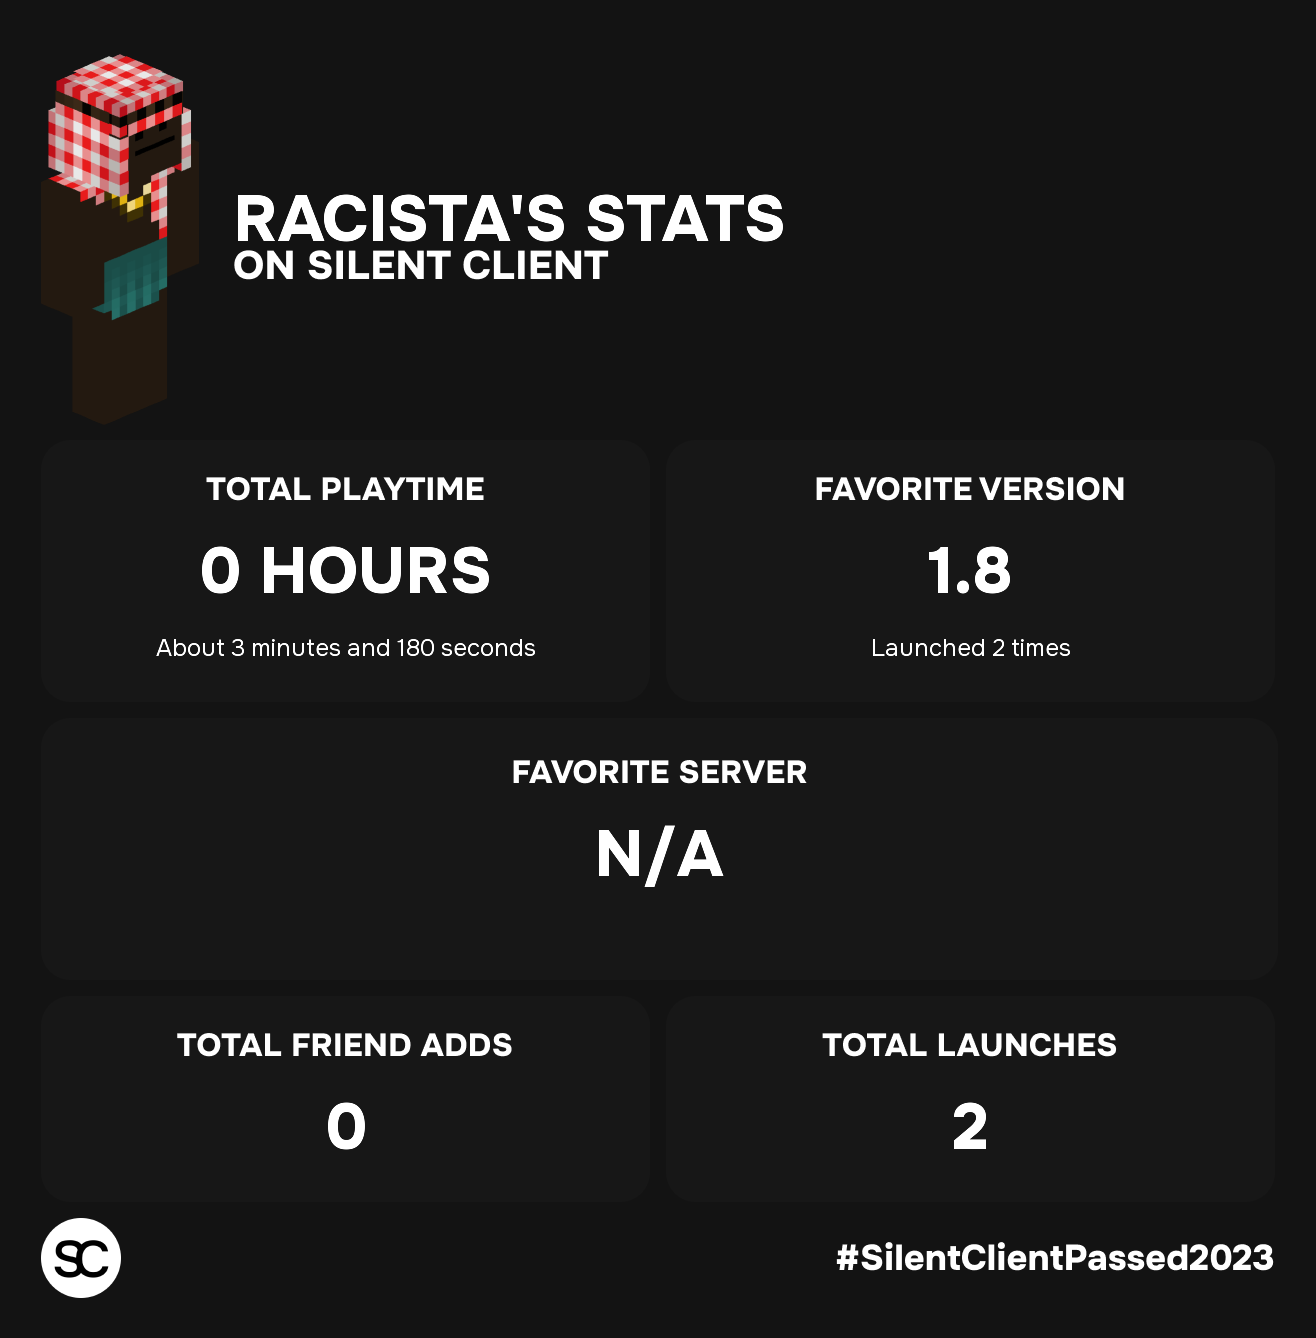 RACISTA'S STATS
ON SILENT CLIENT
TOTAL PLAYTIME
0 HOURS
About 3 minutes and 180 seconds
FAVORITE VERSION
1.8
Launched 2 times
FAVORITE SERVER
N/A
TOTAL FRIEND ADDS
0
TOTAL LAUNCHES
2
SC
#SilentClientPassed2023